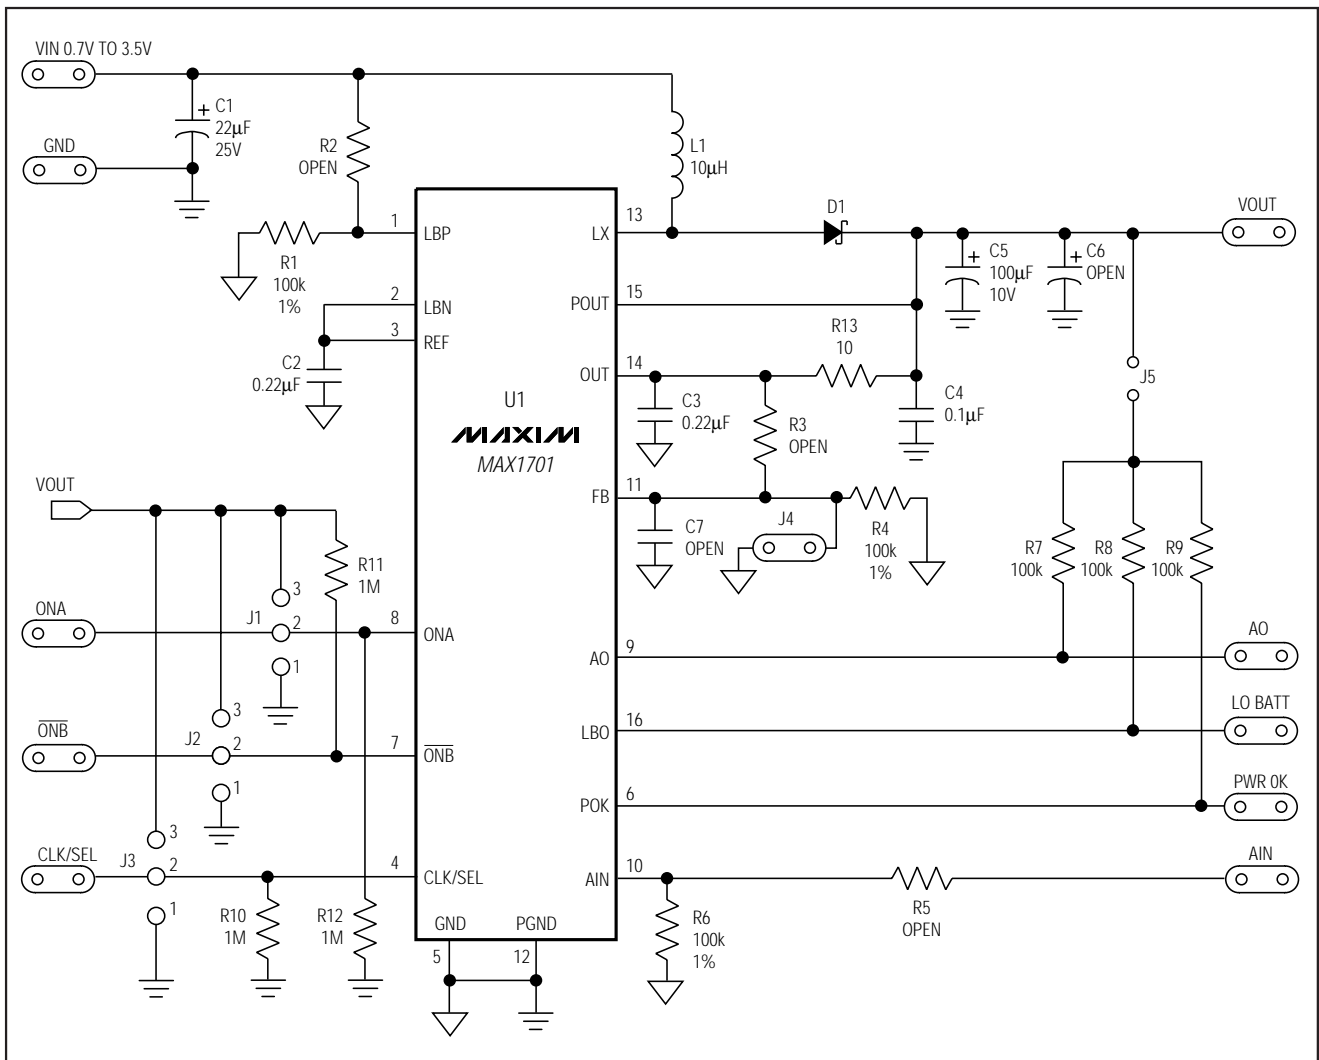 VIN 0.7V TO 3.5V
GND
+
C1
22μF
25V
R2
OPEN
L1
10μH
R1
100k
1%
1
LBP
2
LBN
3
REF
C2
0.22μF
U1
MAXIM
MAX1701
13
LX
D1
VOUT
15
POUT
+
C5
100μF
10V
+
C6
OPEN
R13
10
14
OUT
C3
0.22μF
R3
OPEN
C4
0.1μF
J5
11
FB
C7
OPEN
J4
R4
100k
1%
R7
100k
R8
100k
R9
100k
VOUT
R11
1M
3
ONA
J1
2
8
ONA
1
9
AO
AO
3
ONB
J2
2
7
ONB
1
16
LBO
LO BATT
6
POK
PWR 0K
3
CLK/SEL
J3
2
4
CLK/SEL
1
10
AIN
AIN
R5
OPEN
R10
1M
R12
1M
GND
PGND
5
12
R6
100k
1%